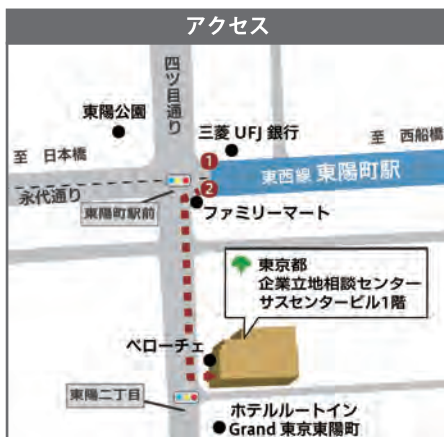 アクセス
四ツ目通り
東陽公園
三菱 UFJ 銀行
至 日本橋
至 西船橋
1
東西線 東陽町駅
2
永代通り
東陽町駅前
ファミリーマート
東京都
企業立地相談センター
サスセンタービル1階
ベローチェ
東陽二丁目
ホテルルートイン
Grand 東京東陽町